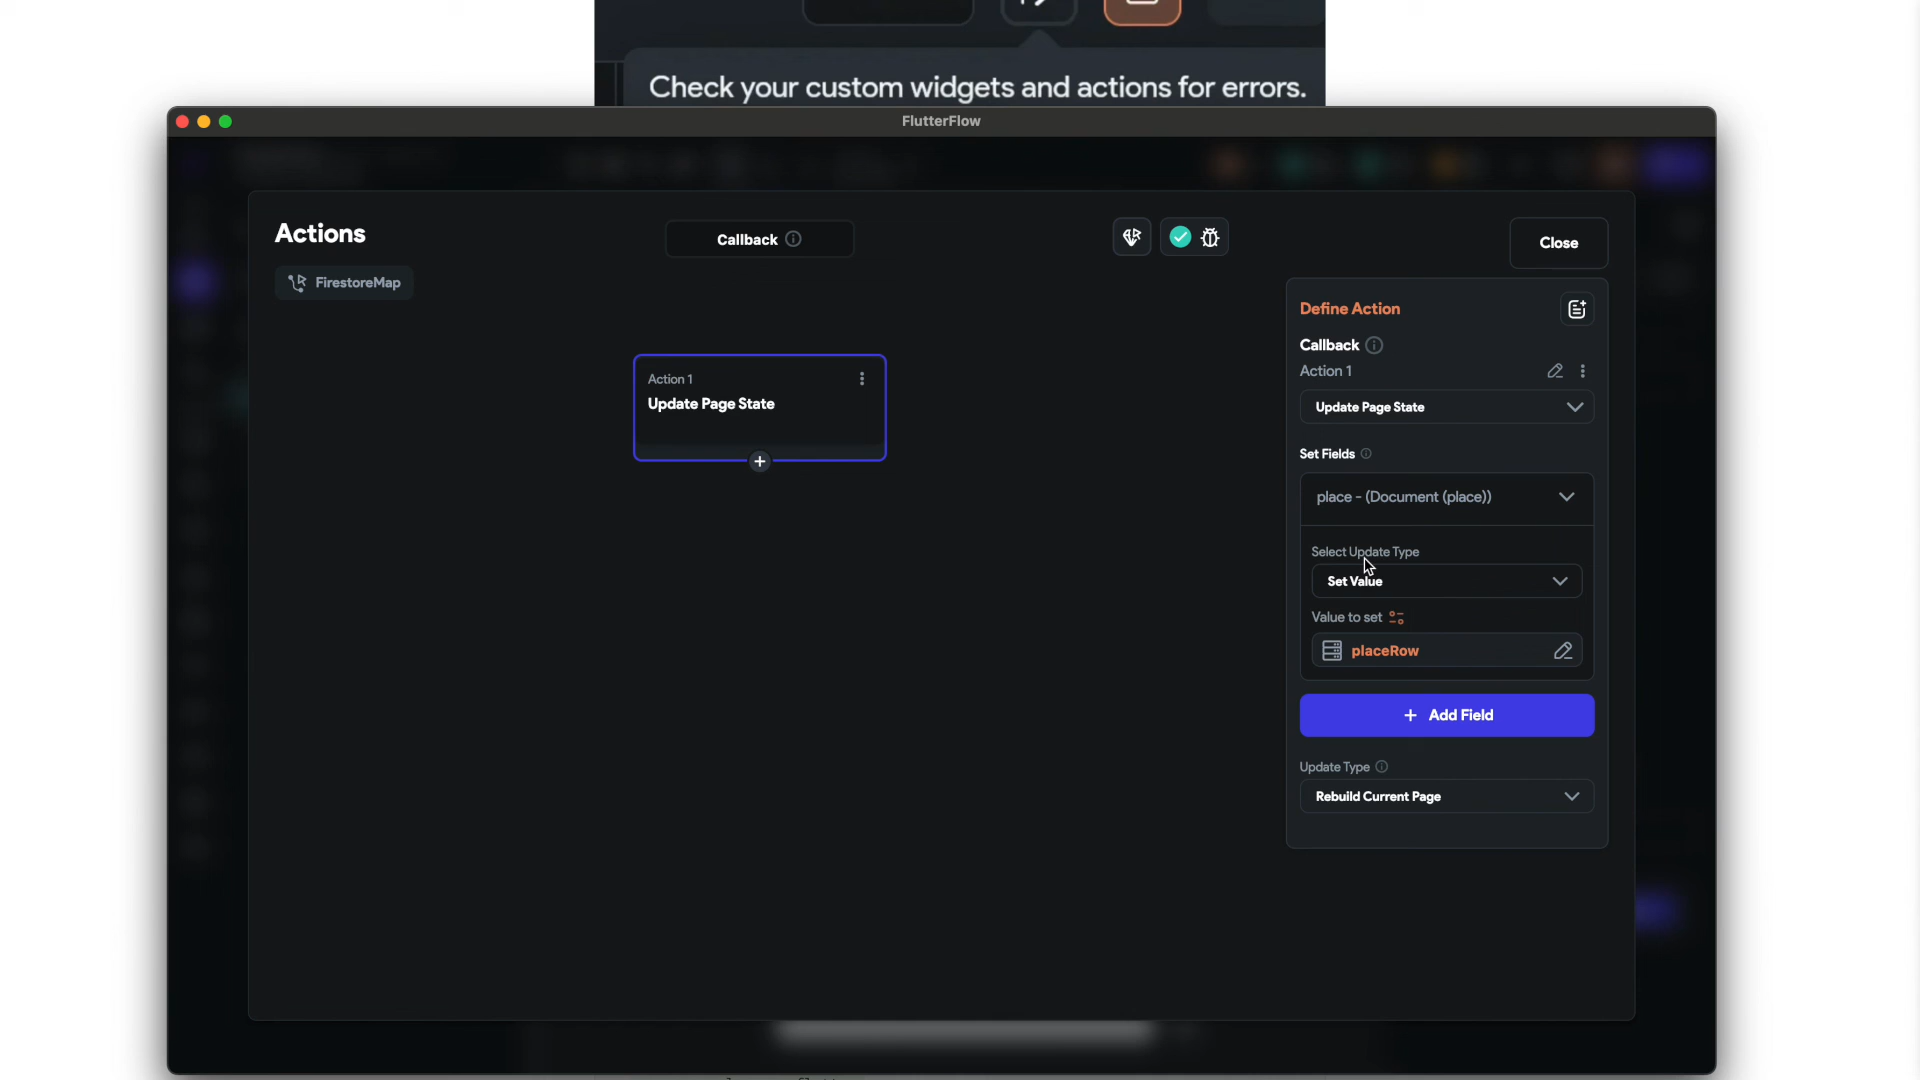 Check your custom widgets and actions for errors.
FlutterFlow
Actions
Callback
Close
FirestoreMap
Define Action
Callback
Action 1
Update Page State
Action 1
Update Page State
Set Fields
place - (Document (place))
Select Update Type
Set Value
Value to set
placeRow
+ Add Field
Update Type
Rebuild Current Page